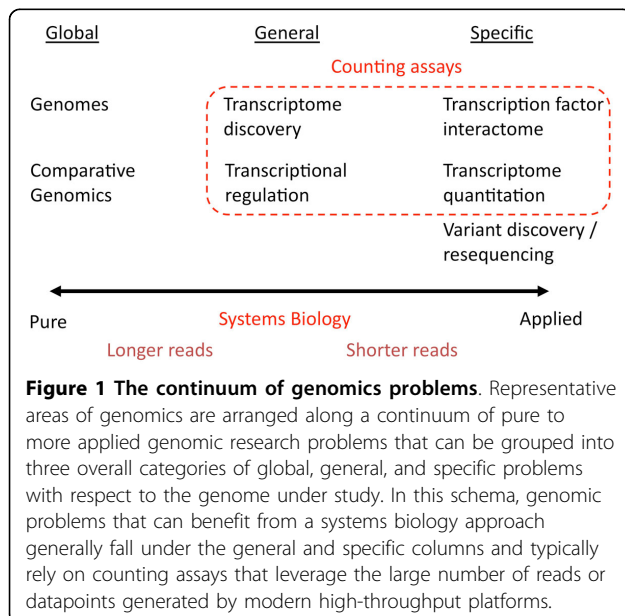 Global General Specific
Counting assays
Genomes Transcriptome Transcription factor
discovery interactome
Comparative Transcriptional Transcriptome
Genomics regulation quantitation
Variant discovery /
resequencing
Pure Systems Biology Applied
Longer reads Shorter reads
Figure 1 The continuum of genomics problems. Representative
areas of genomics are arranged along a continuum of pure to
more applied genomic research problems that can be grouped into
three overall categories of global, general, and specific problems
with respect to the genome under study. In this schema, genomic
problems that can benefit from a systems biology approach
generally fall under the general and specific columns and typically
rely on counting assays that leverage the large number of reads or
datapoints generated by modern high-throughput platforms.